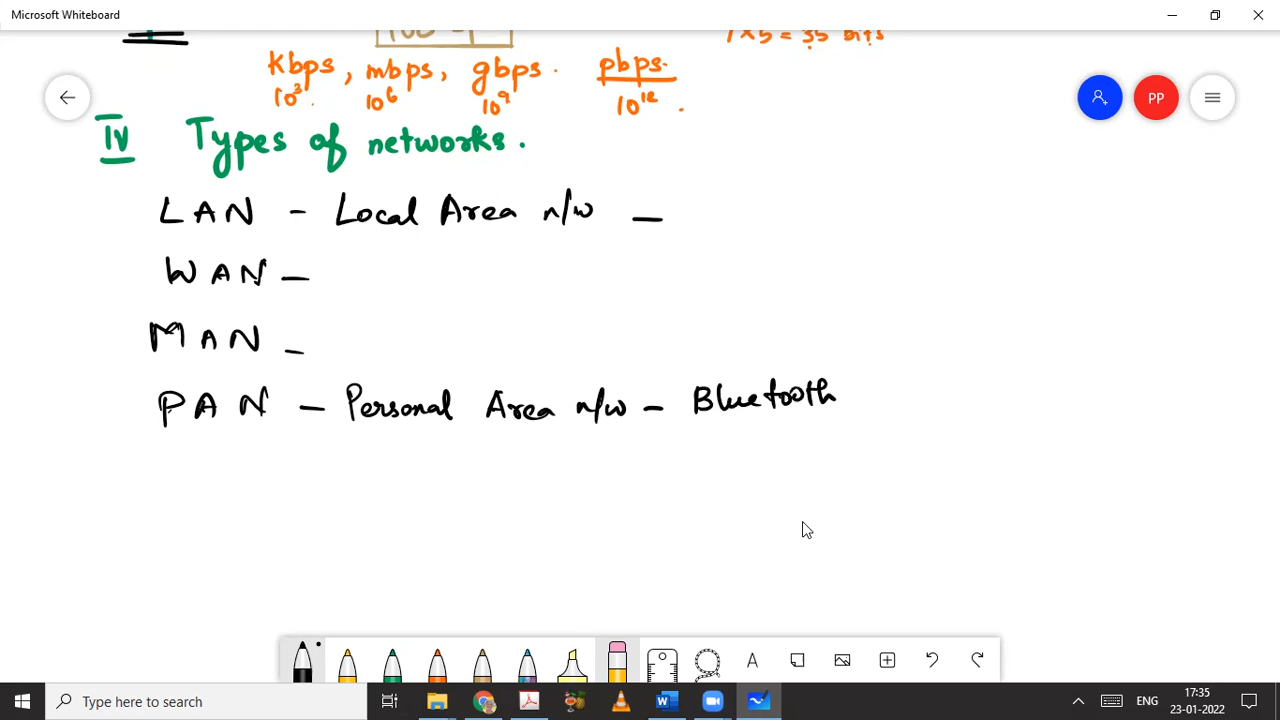 Microsoft Whiteboard
7x5 = 35 bits
kbps, mbps, gbps. pbps.
10³. 10⁶ 10⁹ 10¹².
PP
IV Types of networks.
LAN - Local Area n/w -
WAN -
MAN -
PAN - Personal Area n/w - Bluetooth
A
Type here to search
ENG
17:35
23-01-2022